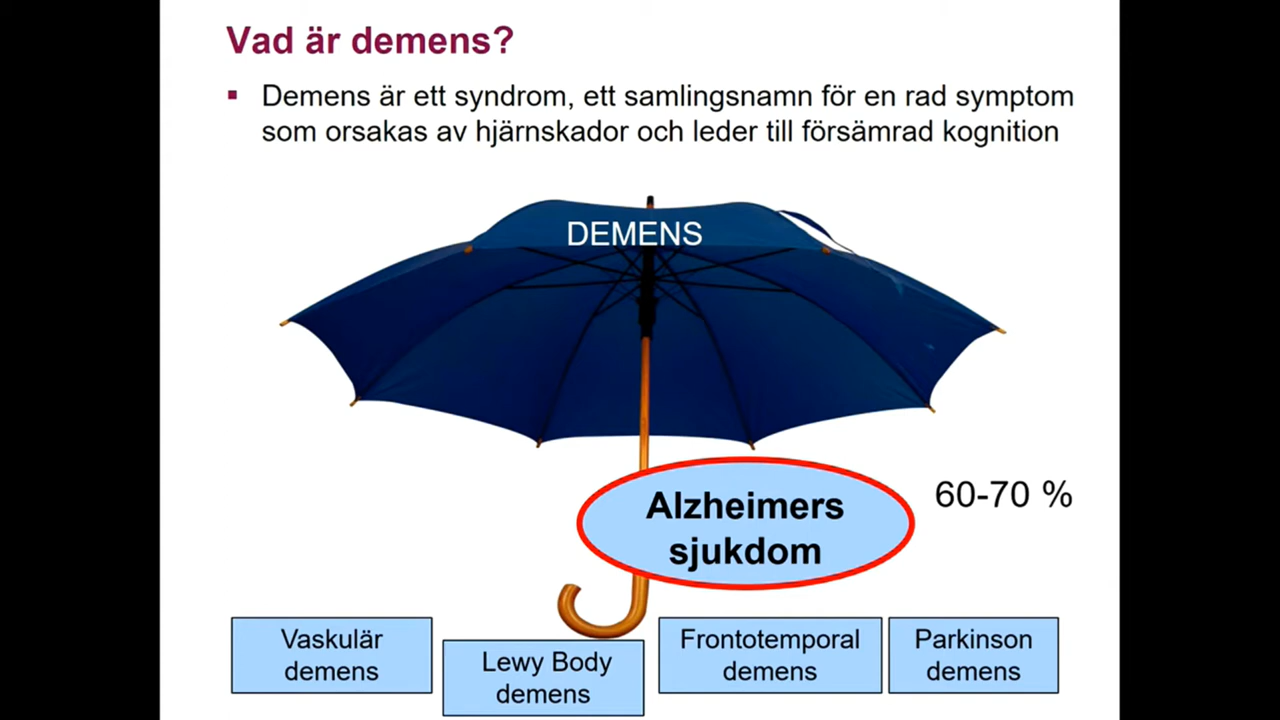 Vad är demens?
▪ Demens är ett syndrom, ett samlingsnamn för en rad symptom
som orsakas av hjärnskador och leder till försämrad kognition
DEMENS
Alzheimers
sjukdom
60-70 %
Vaskulär
demens
Lewy Body
demens
Frontotemporal
demens
Parkinson
demens